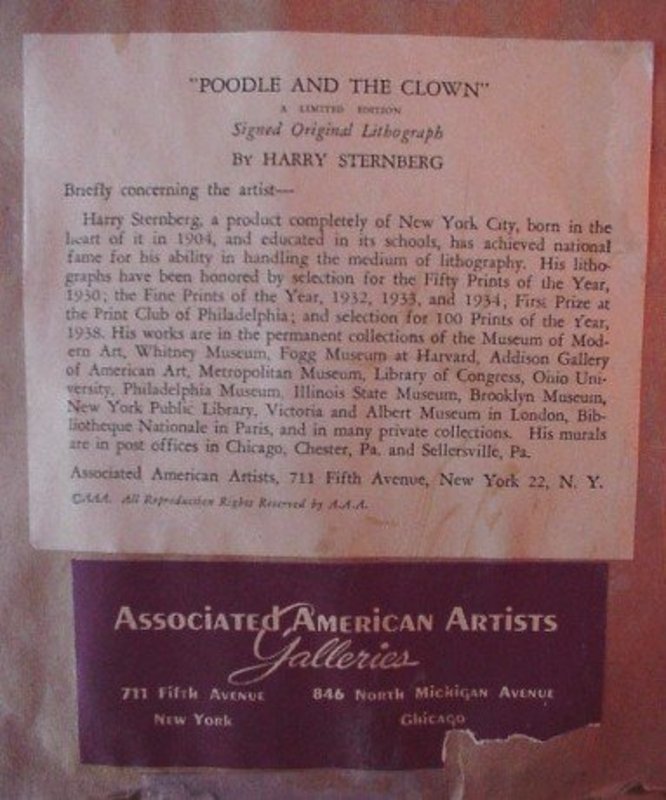 "POODLE AND THE CLOWN"
A LIMITED EDITION
Signed Original Lithograph
BY HARRY STERNBERG
Briefly concerning the artist—
Harry Sternberg, a product completely of New York City, born in the
heart of it in 1904, and educated in its schools, has achieved national
fame for his ability in handling the medium of lithography. His litho-
graphs have been honored by selection for the Fifty Prints of the Year,
1930; the Fine Prints of the Year, 1932, 1933, and 1934, First Prize at
the Print Club of Philadelphia; and selection for 100 Prints of the Year,
1938. His works are in the permanent collections of the Museum of Mod-
ern Art, Whitney Museum, Fogg Museum at Harvard, Addison Gallery
of American Art, Metropolitan Museum, Library of Congress, Ohio Uni-
versity, Philadelphia Museum, Illinois State Museum, Brooklyn Museum,
New York Public Library, Victoria and Albert Museum in London, Bib-
liotheque Nationale in Paris, and in many private collections. His murals
are in post offices in Chicago, Chester, Pa. and Sellersville, Pa.
Associated American Artists, 711 Fifth Avenue, New York 22, N. Y.
©AAA. All Reproduction Rights Reserved by A.A.A.
ASSOCIATED AMERICAN ARTISTS
Galleries
711 FIFTH AVENUE 846 NORTH MICHIGAN AVENUE
NEW YORK CHICAGO